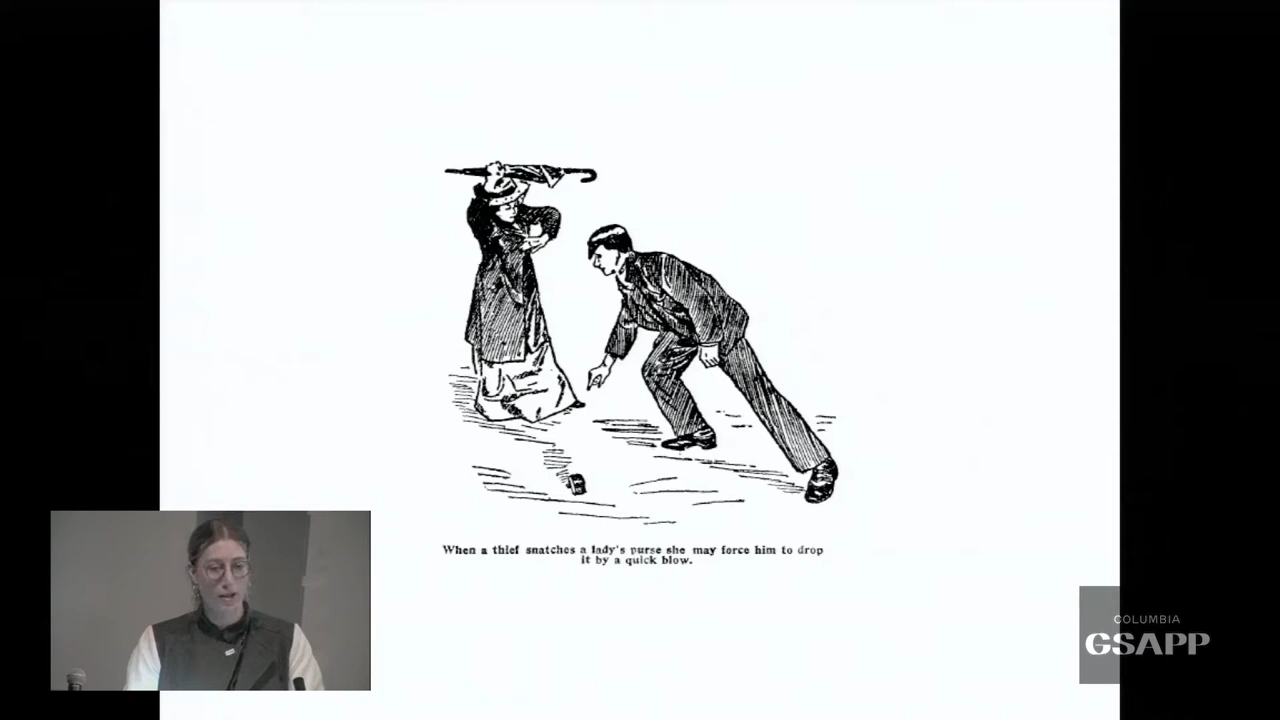 When a thief snatches a lady's purse she may force him to drop
it by a quick blow.
COLUMBIA
GSAPP